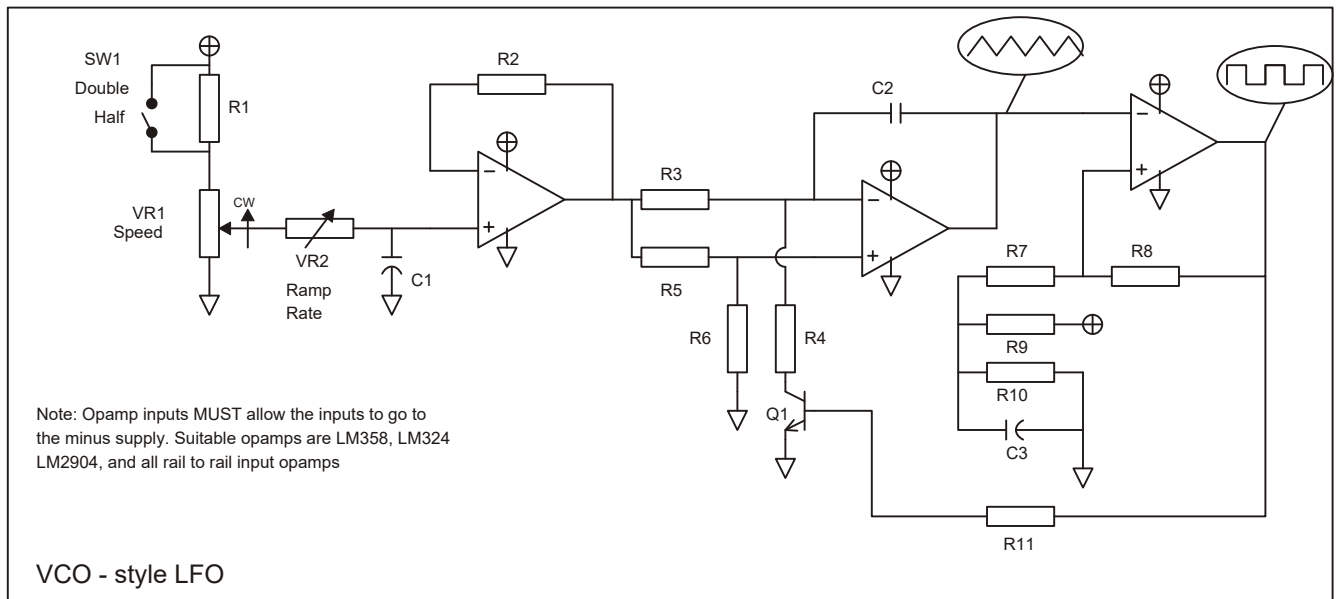 SW1
Double
Half
R1
VR1
Speed
CW
VR2
Ramp
Rate
C1
R2
R3
R5
R6
R4
Q1
C2
R7
R8
R9
R10
C3
R11
Note: Opamp inputs MUST allow the inputs to go to
the minus supply. Suitable opamps are LM358, LM324
LM2904, and all rail to rail input opamps
VCO - style LFO